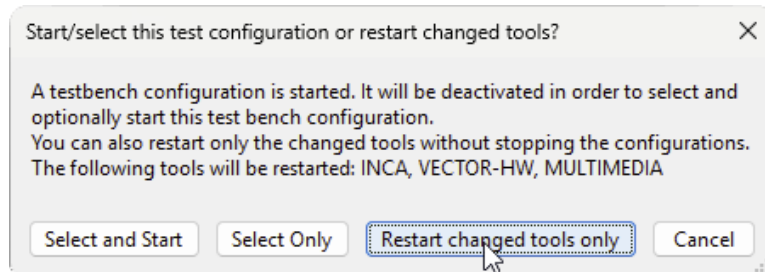 Start/select this test configuration or restart changed tools?
A testbench configuration is started. It will be deactivated in order to select and
optionally start this test bench configuration.
You can also restart only the changed tools without stopping the configurations.
The following tools will be restarted: INCA, VECTOR-HW, MULTIMEDIA
Select and Start
Select Only
Restart changed tools only
Cancel